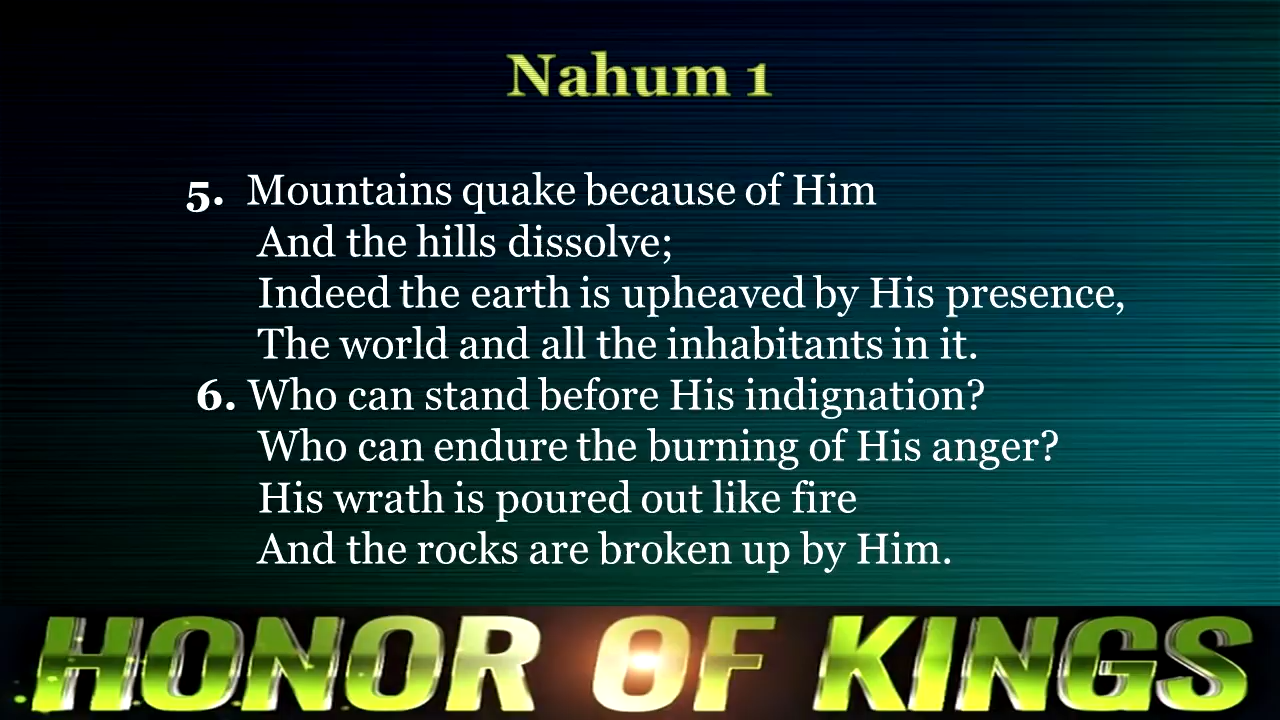 Nahum 1
5. Mountains quake because of Him
And the hills dissolve;
Indeed the earth is upheaved by His presence,
The world and all the inhabitants in it.
6. Who can stand before His indignation?
Who can endure the burning of His anger?
His wrath is poured out like fire
And the rocks are broken up by Him.
HONOR OF KINGS